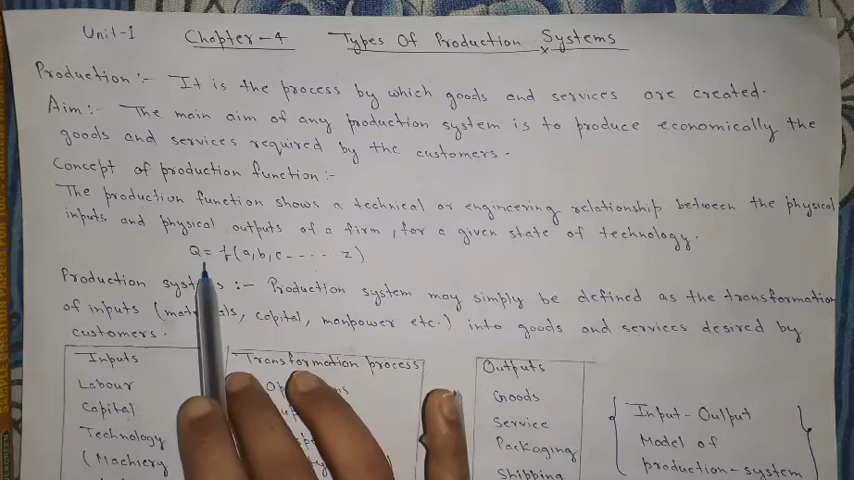 Unit-1 Chapter-4 Types Of Production Systems
Production:- It is the process by which goods and services are created.
Aim:- The main aim of any production system is to produce economically the
goods and services required by the customers.
Concept of production function:-
The production function shows a technical or engineering relationship between the physical
inputs and physical outputs of a firm, for a given state of technology.
Q = f(a,b,c-----z)
Production :- Production system may simply be defined as the transformation
of inputs ( capital, manpower etc.) into goods and services desired by
customers.
Inputs Transformation process Outputs
Labour Goods
Capital Service
Technology Packaging
(Machiery Shipping
Input-Output
Model of
production-system